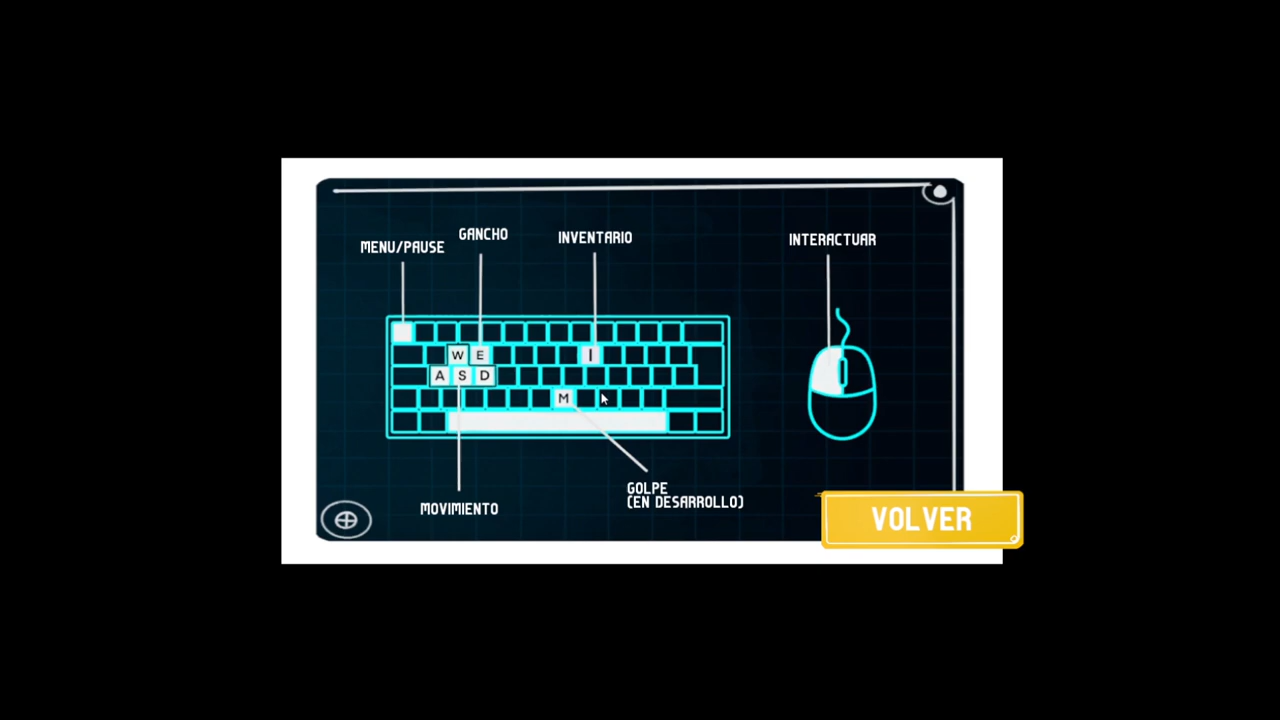 MENU/PAUSE
GANCHO
INVENTARIO
INTERACTUAR
W E
I
A S D
M
MOVIMIENTO
GOLPE
(EN DESARROLLO)
VOLVER